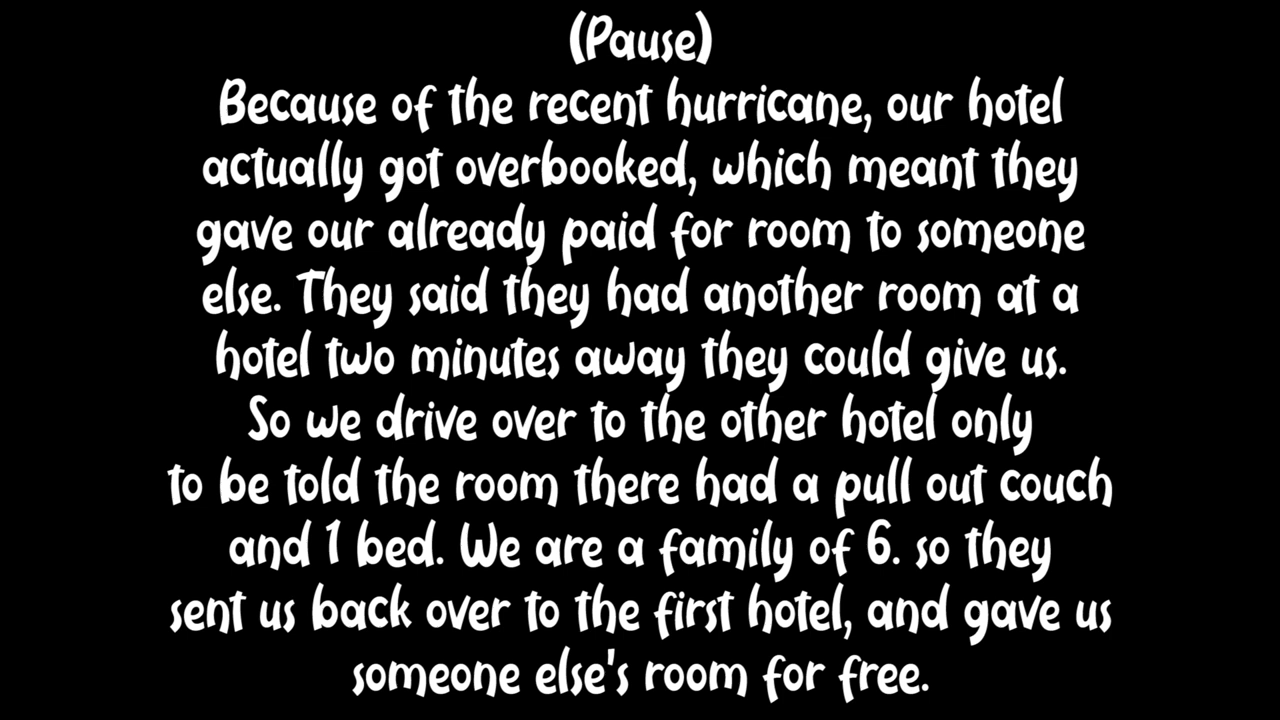 (Pause)
Because of the recent hurricane, our hotel
actually got overbooked, which meant they
gave our already paid for room to someone
else. They said they had another room at a
hotel two minutes away they could give us.
So we drive over to the other hotel only
to be told the room there had a pull out couch
and 1 bed. We are a family of 6. so they
sent us back over to the first hotel, and gave us
someone else's room for free.